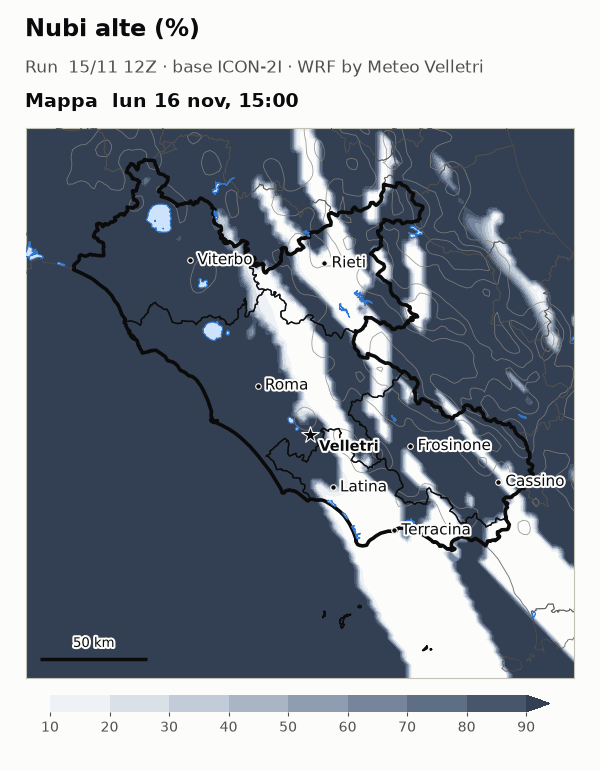 Nubi alte (%)
Run  15/11 12Z · base ICON-2I · WRF by Meteo Velletri
Mappa  lun 16 nov, 15:00
Viterbo
Rieti
Roma
Velletri
Frosinone
Cassino
Latina
Terracina
50 km
10 20 30 40 50 60 70 80 90